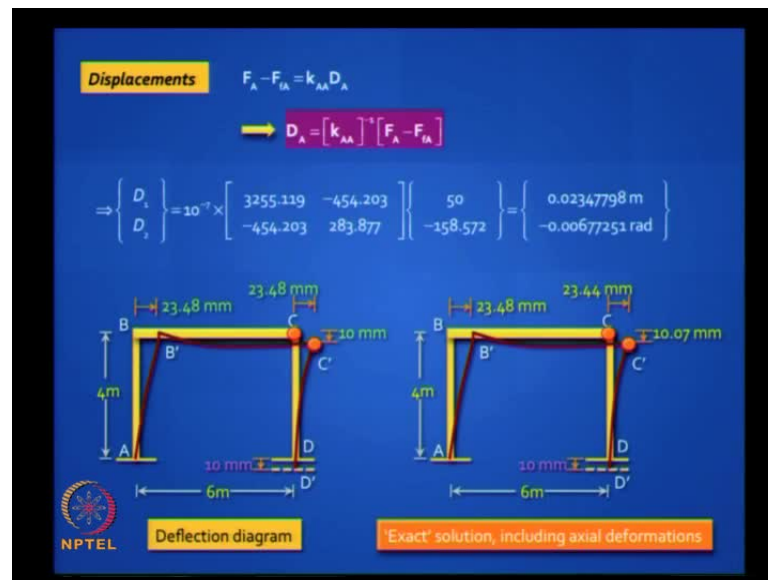 Displacements
F_A − F_fA = k_AA D_A
D_A = [k_AA]^-1 [F_A − F_fA]
⇒ { D_1 D_2 } = 10^-7 × [ 3255.119 −454.203 −454.203 283.877 ] { 50 −158.572 } = { 0.02347798 m −0.00677251 rad }
23.48 mm
23.48 mm
B
C
10 mm
B'
C'
4m
A
D
10 mm
D'
6m
Deflection diagram
23.48 mm
23.44 mm
B
C
10.07 mm
B'
C'
4m
A
D
10 mm
D'
6m
'Exact' solution, including axial deformations
NPTEL